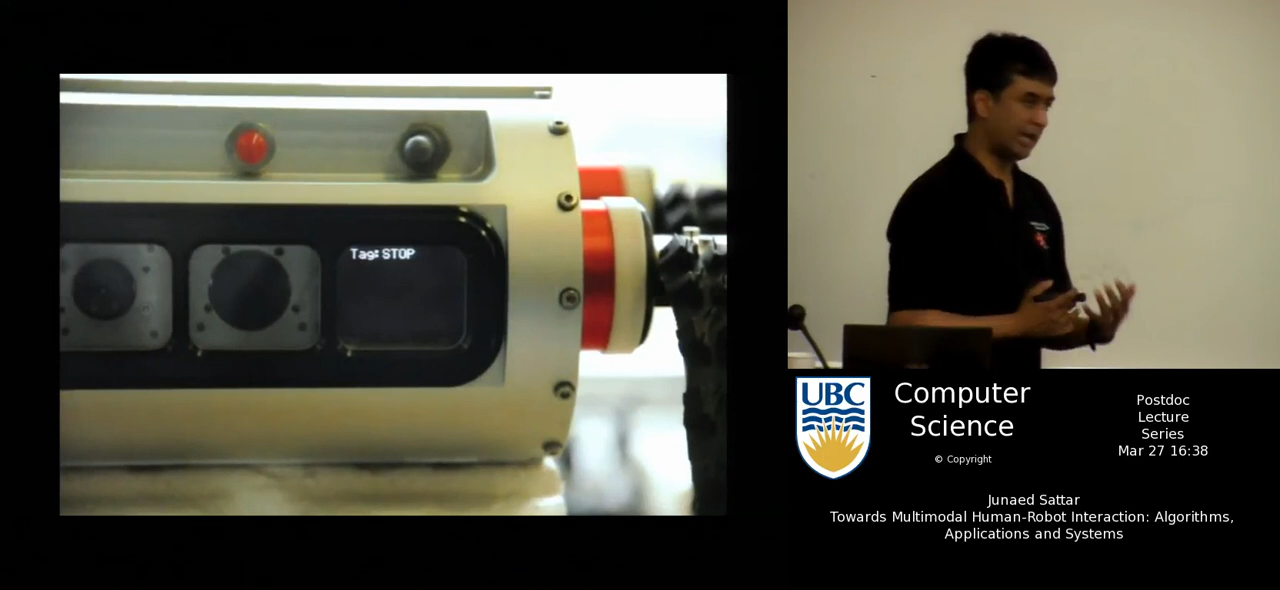 Tag: STOP
UBC
Computer
Science
© Copyright
Postdoc
Lecture
Series
Mar 27 16:38
Junaed Sattar
Towards Multimodal Human-Robot Interaction: Algorithms,
Applications and Systems